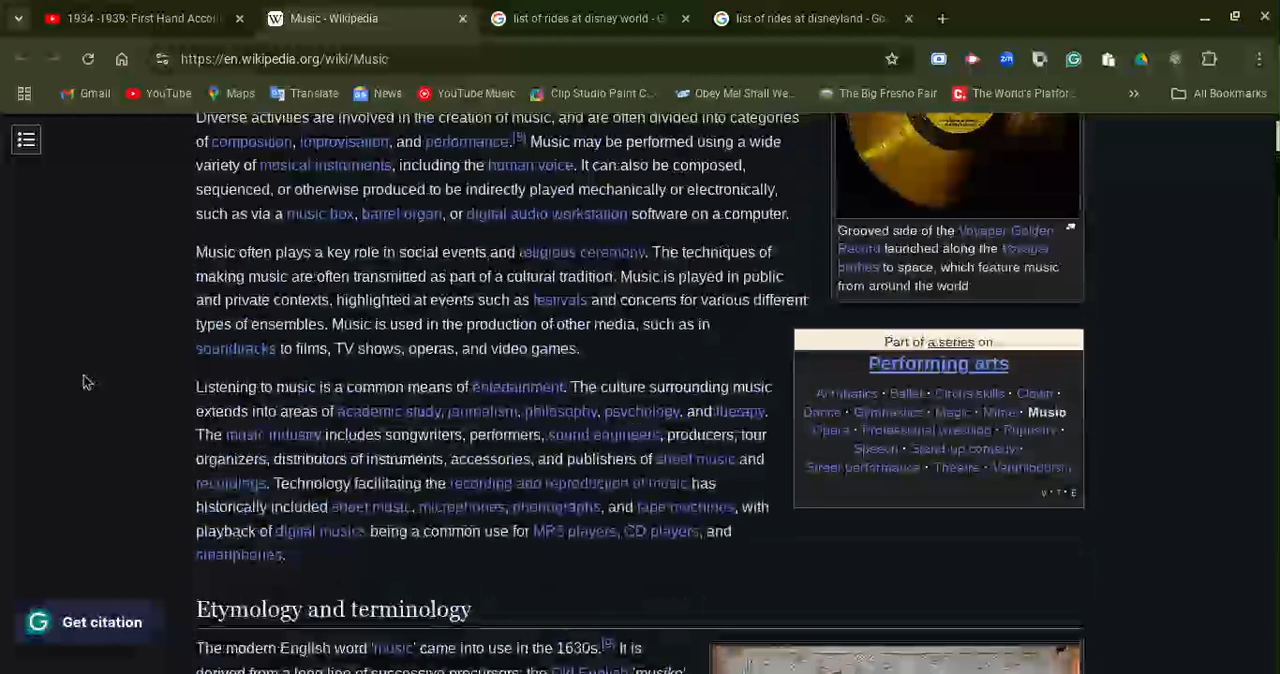 1934 -1939: First Hand Accou
Music - Wikipedia
list of rides at disney world - G
list of rides at disneyland - Go
https://en.wikipedia.org/wiki/Music
Gmail
YouTube
Maps
Translate
News
YouTube Music
Clip Studio Paint C...
Obey Me! Shall We...
The Big Fresno Fair
The World's Platfor...
All Bookmarks
Diverse activities are involved in the creation of music, and are often divided into categories
of composition, improvisation, and performance.[5] Music may be performed using a wide
variety of musical instruments, including the human voice. It can also be composed,
sequenced, or otherwise produced to be indirectly played mechanically or electronically,
such as via a music box, barrel organ, or digital audio workstation software on a computer.
Music often plays a key role in social events and religious ceremony. The techniques of
making music are often transmitted as part of a cultural tradition. Music is played in public
and private contexts, highlighted at events such as festivals and concerts for various different
types of ensembles. Music is used in the production of other media, such as in
soundtracks to films, TV shows, operas, and video games.
Listening to music is a common means of entertainment. The culture surrounding music
extends into areas of academic study, journalism, philosophy, psychology, and therapy.
The music industry includes songwriters, performers, sound engineers, producers, tour
organizers, distributors of instruments, accessories, and publishers of sheet music and
recordings. Technology facilitating the recording and reproduction of music has
historically included sheet music, microphones, phonographs, and tape machines, with
playback of digital musics being a common use for MP3 players, CD players, and
smartphones.
Grooved side of the Voyager Golden
Record launched along the Voyager
probes to space, which feature music
from around the world
Part of a series on
Performing arts
Acrobatics · Ballet · Circus skills · Clown ·
Dance · Gymnastics · Magic · Mime · Music
Opera · Professional wrestling · Puppetry ·
Speech · Stand-up comedy ·
Street performance · Theatre · Ventriloquism
V · T · E
Get citation
Etymology and terminology
The modern English word 'music' came into use in the 1630s. It is
derived from a long line of successive precursors: the Old English 'musike'